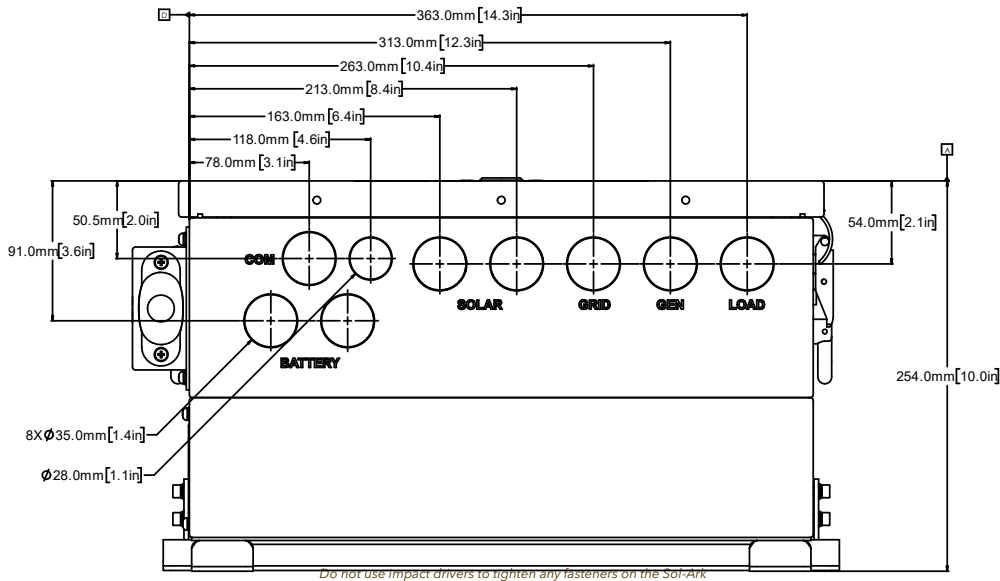 D
363.0mm [14.3in]
313.0mm [12.3in]
263.0mm [10.4in]
213.0mm [8.4in]
163.0mm [6.4in]
118.0mm [4.6in]
78.0mm [3.1in]
A
50.5mm[2.0in]
54.0mm[2.1in]
91.0mm[3.6in]
COM
SOLAR GRID GEN LOAD
BATTERY
254.0mm[10.0in]
8X Φ 35.0mm[1.4in]
Φ 28.0mm[1.1in]
Do not use Impact drivers to tighten any fasteners on the Sol-Ark